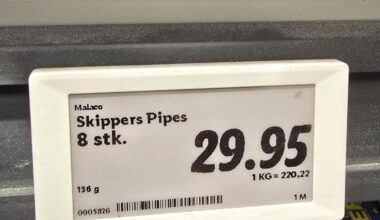 Malaco
Skippers Pipes
8 stk.
29.95
1 KG = 220,22
136 g
0005826
1 M